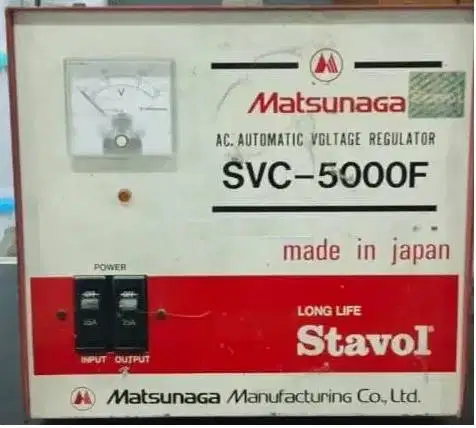 V
Matsunaga
AC. AUTOMATIC VOLTAGE REGULATOR
SVC-5000F
made in japan
POWER
INPUT OUTPUT
LONG LIFE
Stavol
Matsunaga Manufacturing Co., Ltd.